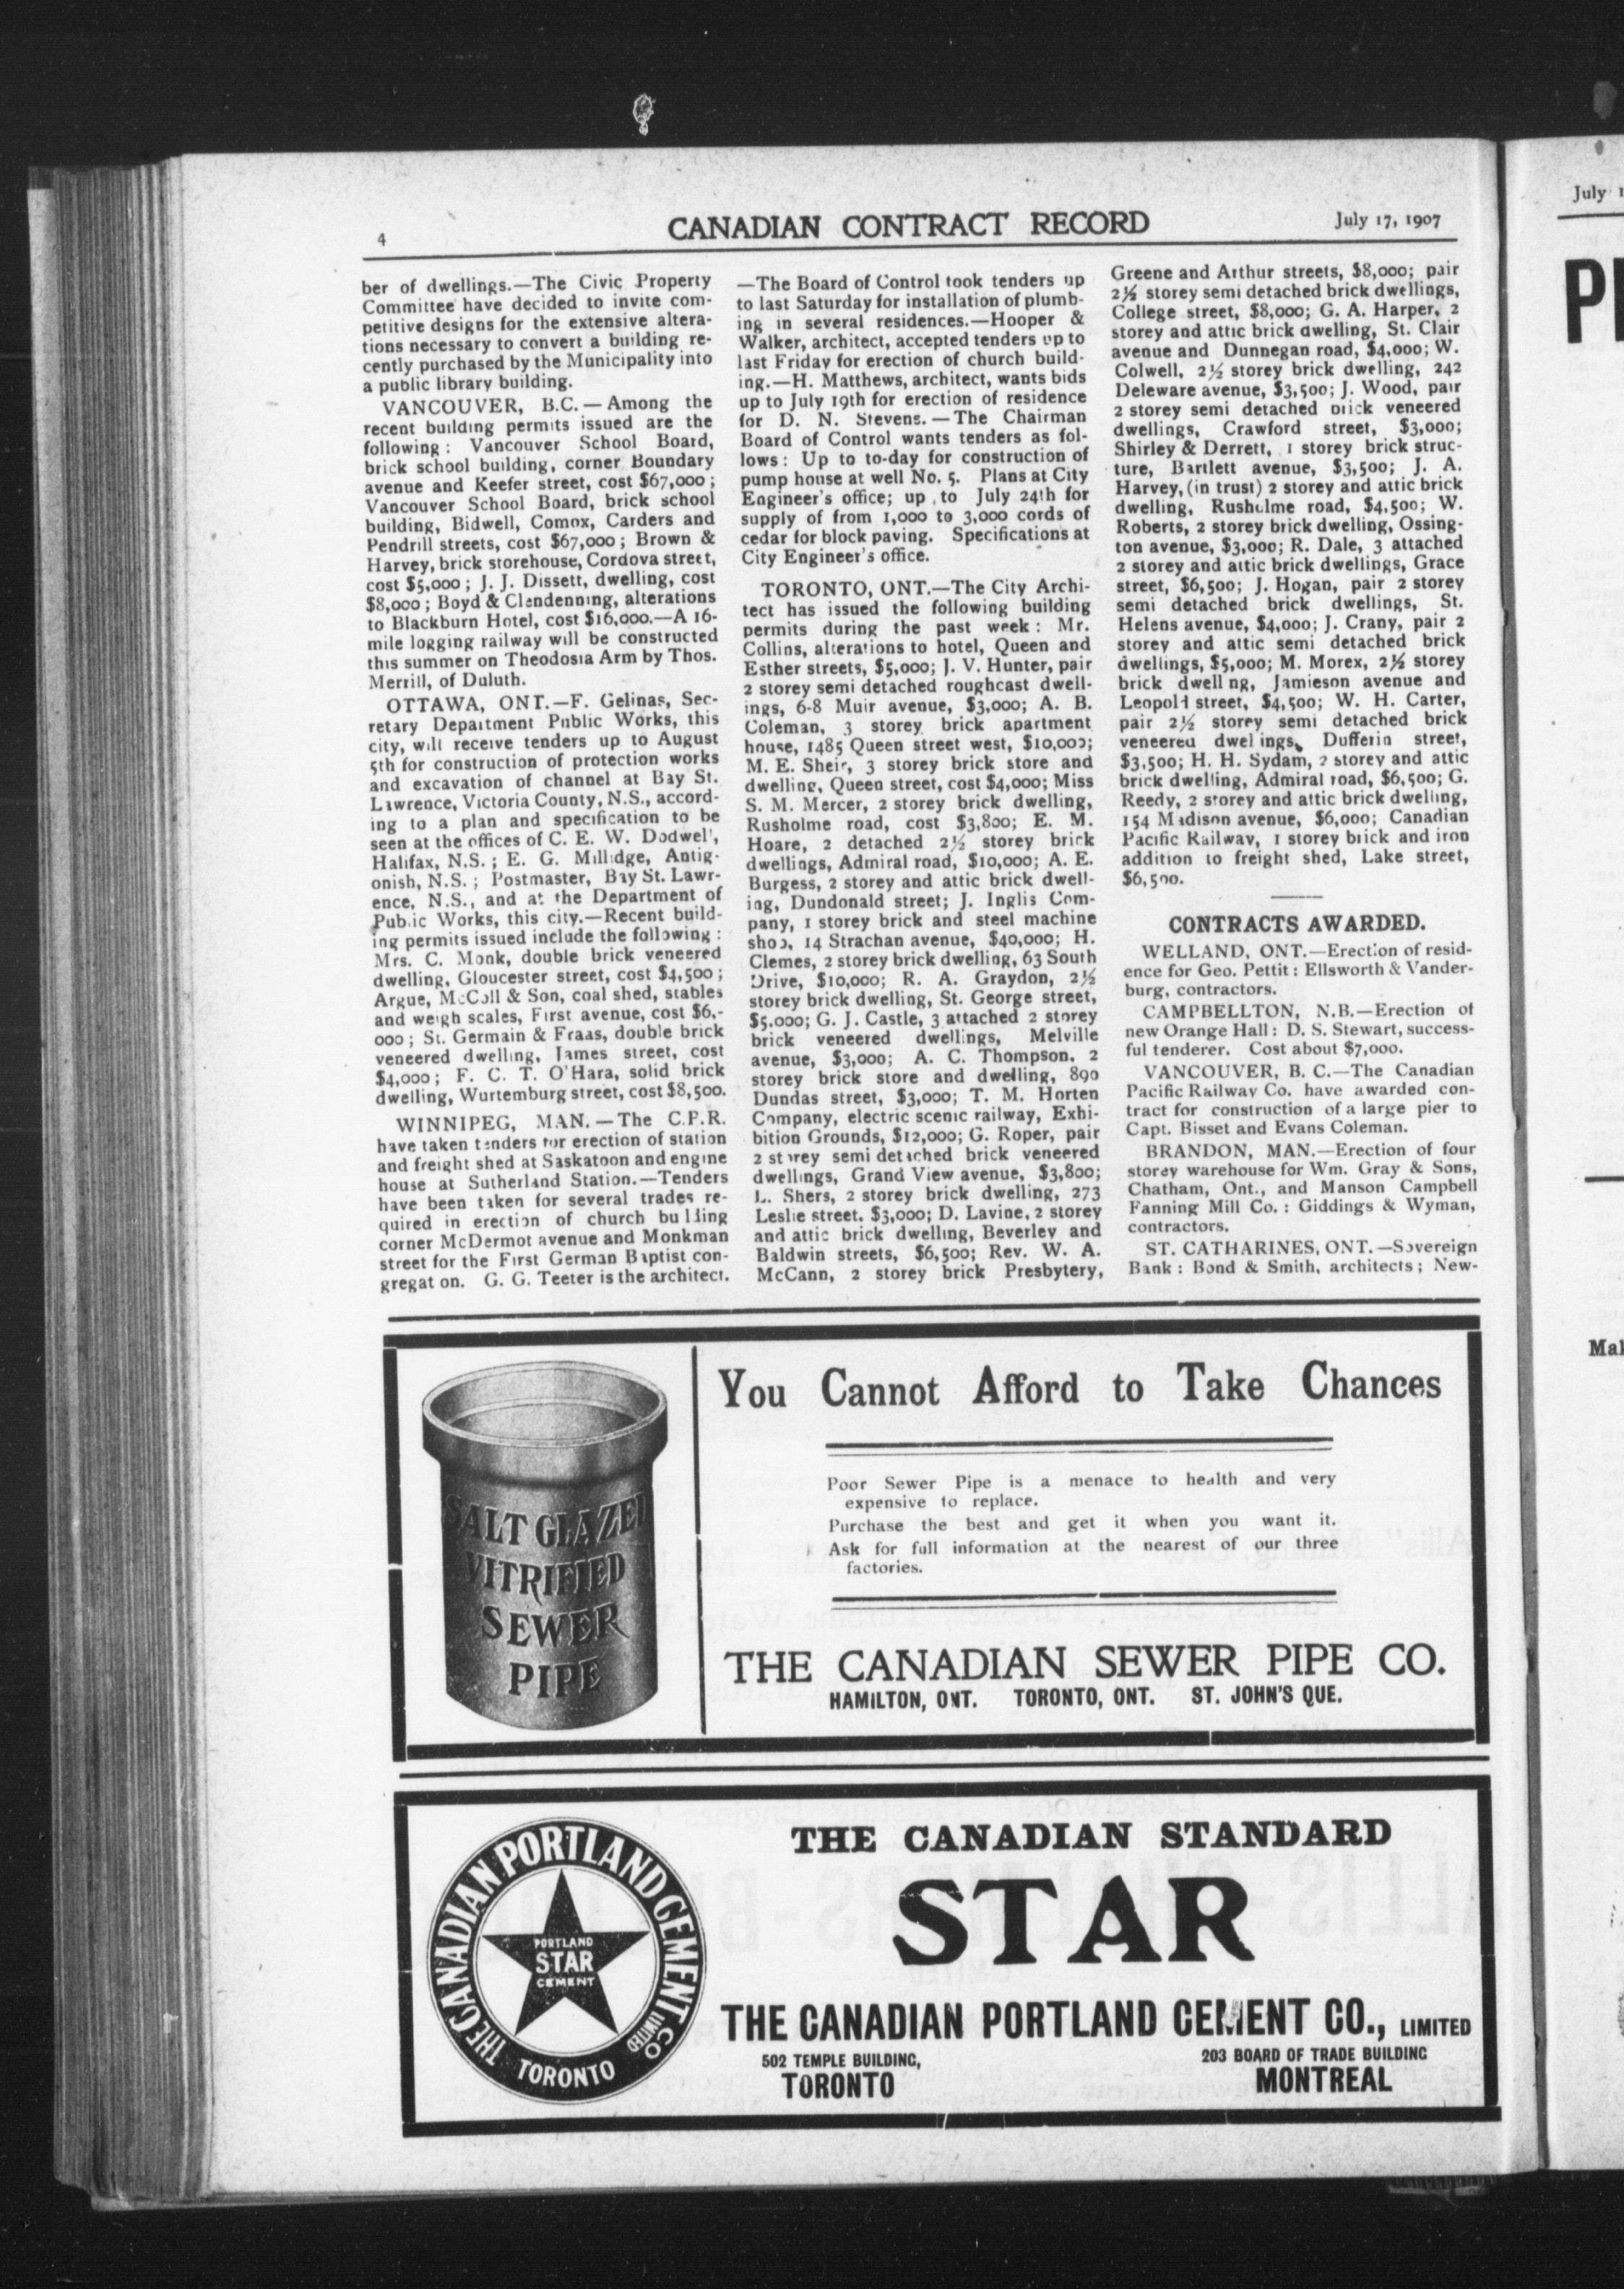 4
CANADIAN CONTRACT RECORD
July 17, 1907
ber of dwellings.—The Civic Property
Committee have decided to invite com-
petitive designs for the extensive altera-
tions necessary to convert a building re-
cently purchased by the Municipality into
a public library building.
VANCOUVER, B.C.—Among the
recent building permits issued are the
following: Vancouver School Board,
brick school building, corner Boundary
avenue and Keefer street, cost $67,000;
Vancouver School Board, brick school
building, Bidwell, Comox, Carders and
Pendrill streets, cost $67,000; Brown &
Harvey, brick storehouse, Cordova street,
cost $5,000; J. J. Dissett, dwelling, cost
$8,000; Boyd & Clendenning, alterations
to Blackburn Hotel, cost $16,000.—A 16-
mile logging railway will be constructed
this summer on Theodosia Arm by Thos.
Merrill, of Duluth.
OTTAWA, ONT.—F. Gelinas, Sec-
retary Department Public Works, this
city, will receive tenders up to August
5th for construction of protection works
and excavation of channel at Bay St.
Lawrence, Victoria County, N.S., accord-
ing to a plan and specification to be
seen at the offices of C. E. W. Dodwel',
Halifax, N.S.; E. G. Millidge, Antig-
onish, N.S.; Postmaster, Bay St. Lawr-
ence, N.S., and at the Department of
Public Works, this city.—Recent build-
ing permits issued include the following:
Mrs. C. Monk, double brick veneered
dwelling, Gloucester street, cost $4,500;
Argue, McColl & Son, coal shed, stables
and weigh scales, First avenue, cost $6,-
000; St. Germain & Fraas, double brick
veneered dwelling, James street, cost
$4,000; F. C. T. O'Hara, solid brick
dwelling, Wurtemburg street, cost $8,500.
WINNIPEG, MAN.—The C.P.R.
have taken tenders for erection of station
and freight shed at Saskatoon and engine
house at Sutherland Station.—Tenders
have been taken for several trades re-
quired in erection of church building
corner McDermot avenue and Monkman
street for the First German Baptist con-
gregat on. G. G. Teeter is the architect.
—The Board of Control took tenders up
to last Saturday for installation of plumb-
ing in several residences.—Hooper &
Walker, architect, accepted tenders up to
last Friday for erection of church build-
ing.—H. Matthews, architect, wants bids
up to July 19th for erection of residence
for D. N. Stevens.—The Chairman
Board of Control wants tenders as fol-
lows: Up to to-day for construction of
pump house at well No. 5. Plans at City
Engineer's office; up to July 24th for
supply of from 1,000 to 3,000 cords of
cedar for block paving. Specifications at
City Engineer's office.
TORONTO, ONT.—The City Archi-
tect has issued the following building
permits during the past week: Mr.
Collins, alterations to hotel, Queen and
Esther streets, $5,000; J. V. Hunter, pair
2 storey semi detached roughcast dwell-
ings, 6-8 Muir avenue, $3,000; A. B.
Coleman, 3 storey brick apartment
house, 1485 Queen street west, $10,000;
M. E. Sheir, 3 storey brick store and
dwelling, Queen street, cost $4,000; Miss
S. M. Mercer, 2 storey brick dwelling,
Rusholme road, cost $3,800; E. M.
Hoare, 2 detached 2½ storey brick
dwellings, Admiral road, $10,000; A. E.
Burgess, 2 storey and attic brick dwell-
ing, Dundonald street; J. Inglis Com-
pany, 1 storey brick and steel machine
shop, 14 Strachan avenue, $40,000; H.
Clemes, 2 storey brick dwelling, 63 South
Drive, $10,000; R. A. Graydon, 2½
storey brick dwelling, St. George street,
$5.000; G. J. Castle, 3 attached 2 storey
brick veneered dwellings, Melville
avenue, $3,000; A. C. Thompson. 2
storey brick store and dwelling, 890
Dundas street, $3,000; T. M. Horten
Company, electric scenic railway, Exhi-
bition Grounds, $12,000; G. Roper, pair
2 storey semi detached brick veneered
dwellings, Grand View avenue, $3,800;
L. Shers, 2 storey brick dwelling, 273
Leslie street. $3,000; D. Lavine, 2 storey
and attic brick dwelling, Beverley and
Baldwin streets, $6,500; Rev. W. A.
McCann, 2 storey brick Presbytery,
Greene and Arthur streets, $8,000; pair
2½ storey semi detached brick dwellings,
College street, $8,000; G. A. Harper, 2
storey and attic brick dwelling, St. Clair
avenue and Dunnegan road, $4,000; W.
Colwell, 2½ storey brick dwelling, 242
Deleware avenue, $3,500; J. Wood, pair
2 storey semi detached brick veneered
dwellings, Crawford street, $3,000;
Shirley & Derrett, 1 storey brick struc-
ture, Bartlett avenue, $3,500; J. A.
Harvey, (in trust) 2 storey and attic brick
dwelling, Rusholme road, $4,500; W.
Roberts, 2 storey brick dwelling, Ossing-
ton avenue, $3,000; R. Dale, 3 attached
2 storey and attic brick dwellings, Grace
street, $6,500; J. Hogan, pair 2 storey
semi detached brick dwellings, St.
Helens avenue, $4,000; J. Crany, pair 2
storey and attic semi detached brick
dwellings, $5,000; M. Morex, 2½ storey
brick dwell ng, Jamieson avenue and
Leopold street, $4,500; W. H. Carter,
pair 2½ storey semi detached brick
veneered dwel ings, Dufferin street,
$3,500; H. H. Sydam, 2 storey and attic
brick dwelling, Admiral road, $6,500; G.
Reedy, 2 storey and attic brick dwelling,
154 Madison avenue, $6,000; Canadian
Pacific Railway, 1 storey brick and iron
addition to freight shed, Lake street,
$6,500.
CONTRACTS AWARDED.
WELLAND, ONT.—Erection of resid-
ence for Geo. Pettit: Ellsworth & Vander-
burg, contractors.
CAMPBELLTON, N.B.—Erection of
new Orange Hall: D. S. Stewart, success-
ful tenderer. Cost about $7,000.
VANCOUVER, B. C.—The Canadian
Pacific Railway Co. have awarded con-
tract for construction of a large pier to
Capt. Bisset and Evans Coleman.
BRANDON, MAN.—Erection of four
storey warehouse for Wm. Gray & Sons,
Chatham, Ont., and Manson Campbell
Fanning Mill Co.: Giddings & Wyman,
contractors.
ST. CATHARINES, ONT.—Sovereign
Bank: Bond & Smith, architects; New-
SALT GLAZED
VITRIFIED
SEWER
PIPE
You Cannot Afford to Take Chances
Poor Sewer Pipe is a menace to health and very
expensive to replace.
Purchase the best and get it when you want it.
Ask for full information at the nearest of our three
factories.
THE CANADIAN SEWER PIPE CO.
HAMILTON, ONT. TORONTO, ONT. ST. JOHN'S QUE.
THE CANADIAN PORTLAND CEMENT CO LIMITED
TORONTO
PORTLAND
STAR
CEMENT
THE CANADIAN STANDARD
STAR
THE CANADIAN PORTLAND CEMENT CO., LIMITED
502 TEMPLE BUILDING,
TORONTO
203 BOARD OF TRADE BUILDING
MONTREAL
July